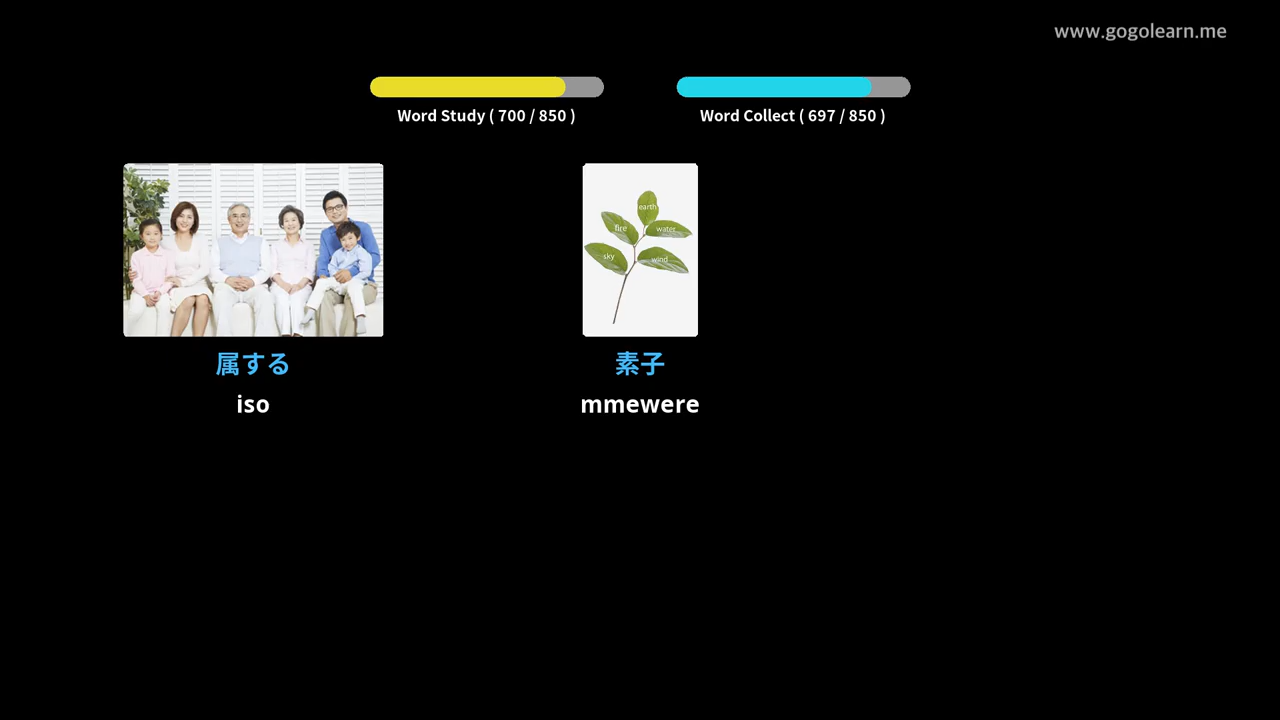 www.gogolearn.me
Word Study ( 700 / 850 )
Word Collect ( 697 / 850 )
earth
fire
water
sky
wind
属する
素子
iso
mmewere